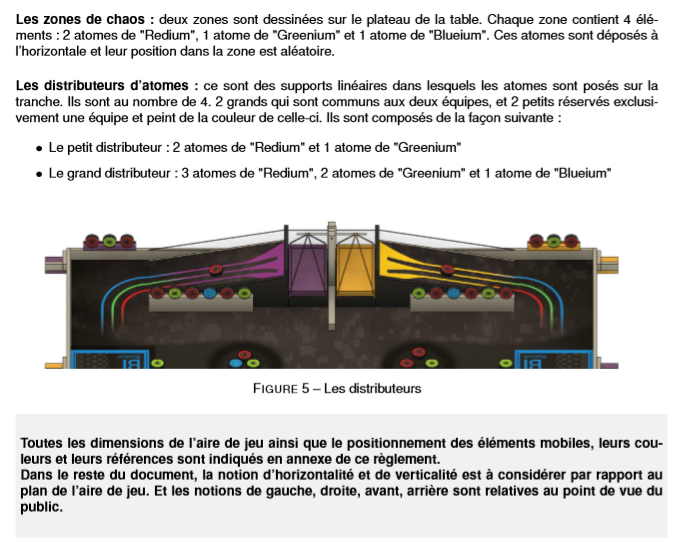 Les zones de chaos : deux zones sont dessinées sur le plateau de la table. Chaque zone contient 4 élé-
ments : 2 atomes de "Redium", 1 atome de "Greenium" et 1 atome de "Blueium". Ces atomes sont déposés à
l'horizontale et leur position dans la zone est aléatoire.
Les distributeurs d'atomes : ce sont des supports linéaires dans lesquels les atomes sont posés sur la
tranche. Ils sont au nombre de 4. 2 grands qui sont communs aux deux équipes, et 2 petits réservés exclusi-
vement une équipe et peint de la couleur de celle-ci. Ils sont composés de la façon suivante :
• Le petit distributeur : 2 atomes de "Redium" et 1 atome de "Greenium"
• Le grand distributeur : 3 atomes de "Redium", 2 atomes de "Greenium" et 1 atome de "Blueium"
FIGURE 5 – Les distributeurs
Toutes les dimensions de l'aire de jeu ainsi que le positionnement des éléments mobiles, leurs cou-
leurs et leurs références sont indiqués en annexe de ce règlement.
Dans le reste du document, la notion d'horizontalité et de verticalité est à considérer par rapport au
plan de l'aire de jeu. Et les notions de gauche, droite, avant, arrière sont relatives au point de vue du
public.